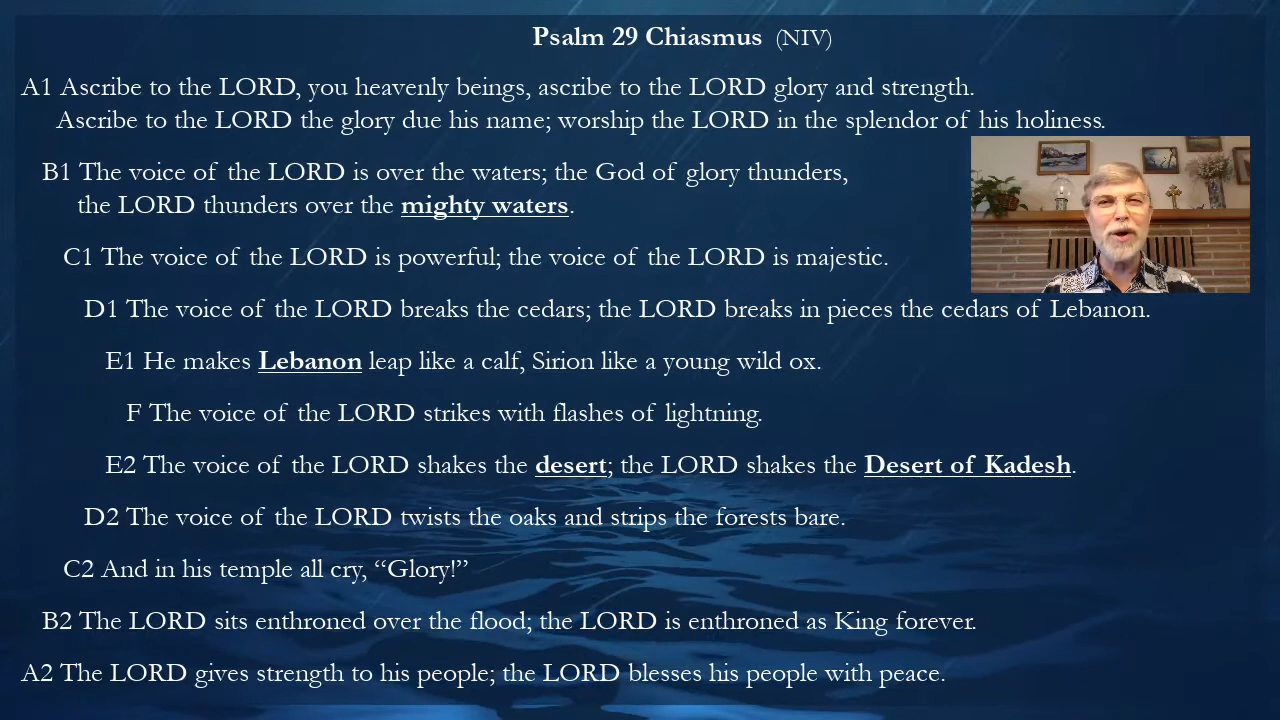 Psalm 29 Chiasmus (NIV)
A1 Ascribe to the LORD, you heavenly beings, ascribe to the LORD glory and strength.
Ascribe to the LORD the glory due his name; worship the LORD in the splendor of his holiness.
B1 The voice of the LORD is over the waters; the God of glory thunders,
the LORD thunders over the mighty waters.
C1 The voice of the LORD is powerful; the voice of the LORD is majestic.
D1 The voice of the LORD breaks the cedars; the LORD breaks in pieces the cedars of Lebanon.
E1 He makes Lebanon leap like a calf, Sirion like a young wild ox.
F The voice of the LORD strikes with flashes of lightning.
E2 The voice of the LORD shakes the desert; the LORD shakes the Desert of Kadesh.
D2 The voice of the LORD twists the oaks and strips the forests bare.
C2 And in his temple all cry, “Glory!”
B2 The LORD sits enthroned over the flood; the LORD is enthroned as King forever.
A2 The LORD gives strength to his people; the LORD blesses his people with peace.